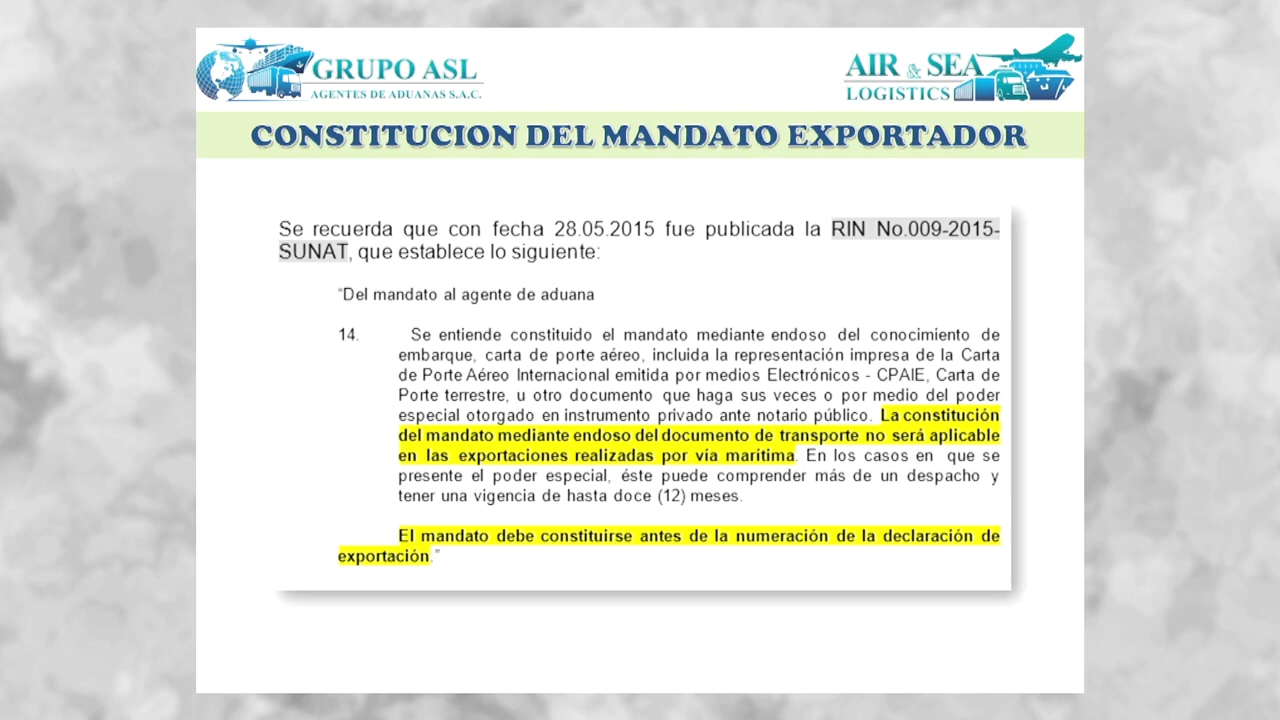 GRUPO ASL
AGENTES DE ADUANAS S.A.C.
AIR & SEA
LOGISTICS
CONSTITUCION DEL MANDATO EXPORTADOR
Se recuerda que con fecha 28.05.2015 fue publicada la RIN No.009-2015-
SUNAT, que establece lo siguiente:
“Del mandato al agente de aduana
14. Se entiende constituido el mandato mediante endoso del conocimiento de
embarque, carta de porte aéreo, incluida la representación impresa de la Carta
de Porte Aéreo Internacional emitida por medios Electrónicos - CPAIE, Carta de
Porte terrestre, u otro documento que haga sus veces o por medio del poder
especial otorgado en instrumento privado ante notario público. La constitución
del mandato mediante endoso del documento de transporte no será aplicable
en las exportaciones realizadas por vía marítima. En los casos en que se
presente el poder especial, éste puede comprender más de un despacho y
tener una vigencia de hasta doce (12) meses.
El mandato debe constituirse antes de la numeración de la declaración de
exportación.”